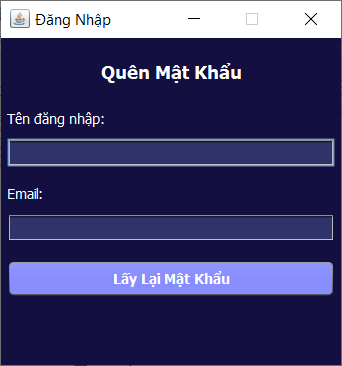 Đăng Nhập
Quên Mật Khẩu
Tên đăng nhập:
Email:
Lấy Lại Mật Khẩu